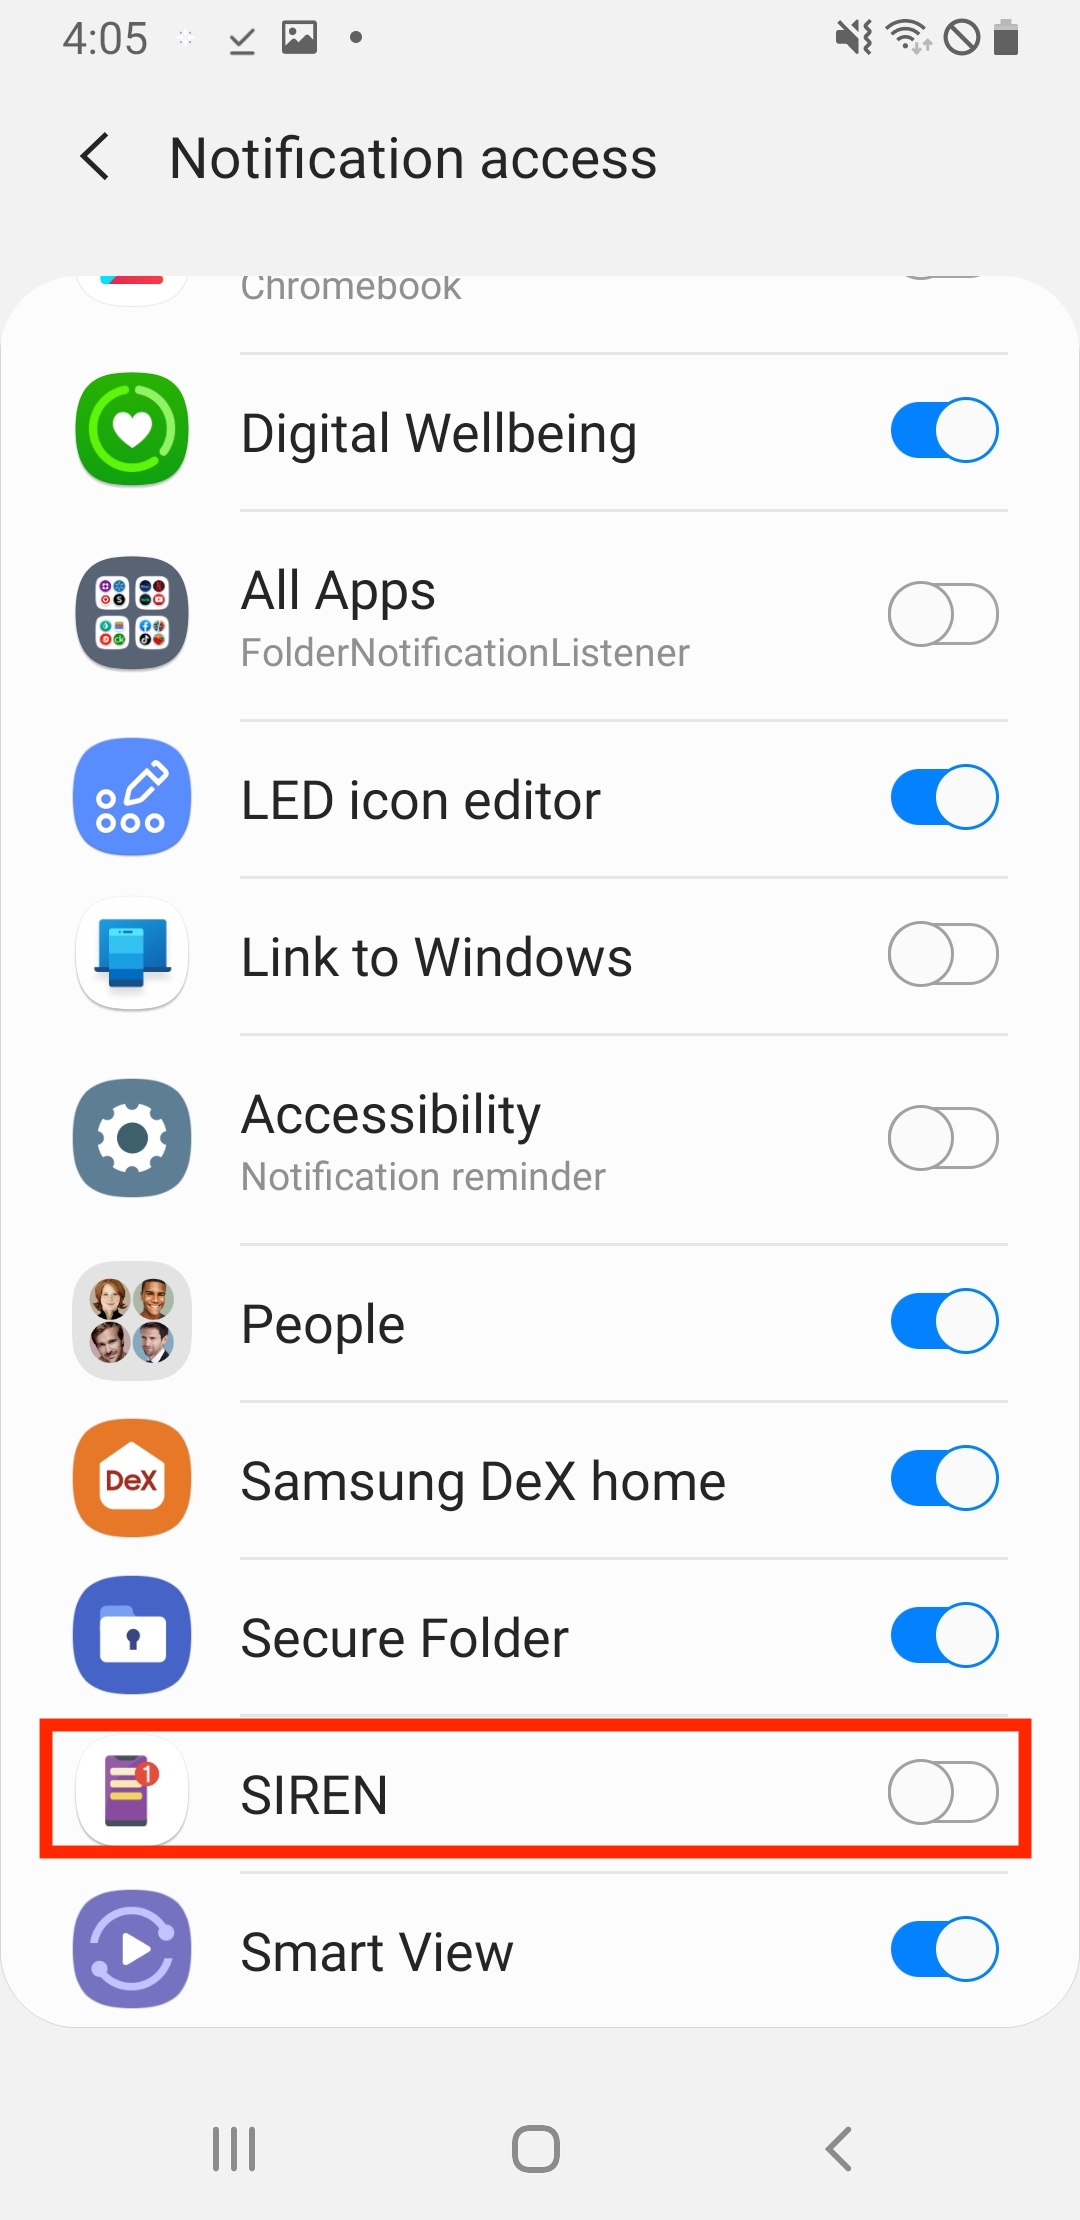 4:05
Notification access
Chromebook
Digital Wellbeing
All Apps
FolderNotificationListener
LED icon editor
Link to Windows
Accessibility
Notification reminder
People
DeX
Samsung DeX home
Secure Folder
1
SIREN
Smart View